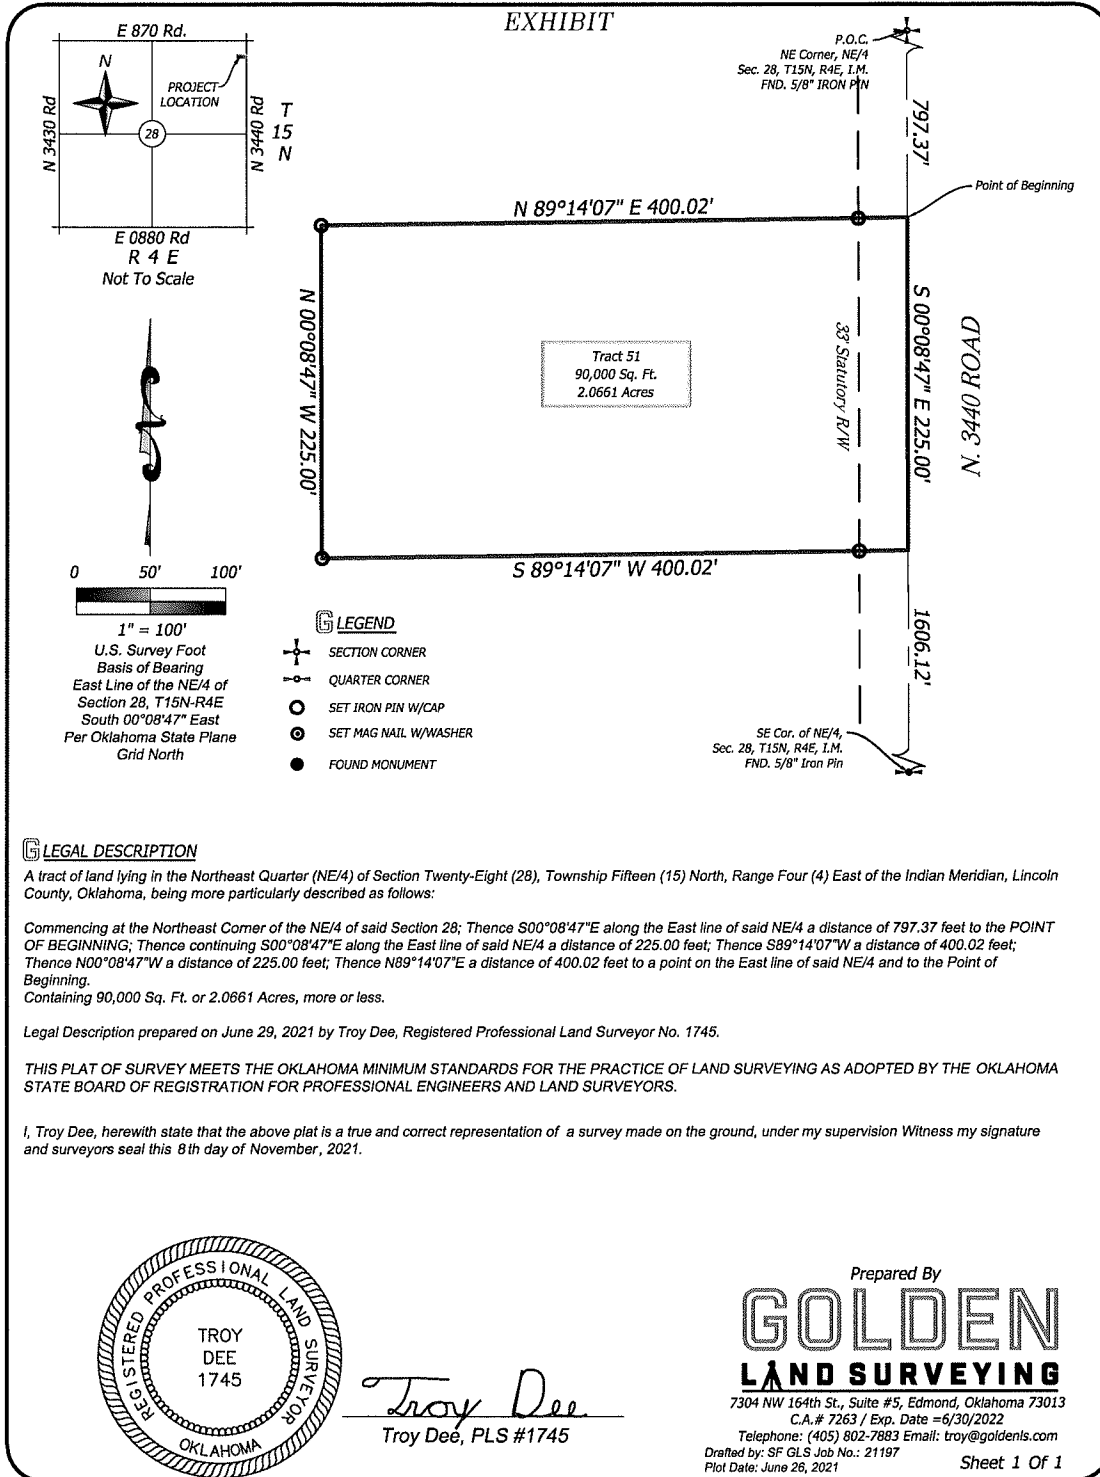 EXHIBIT
E 870 Rd.
N
PROJECT
LOCATION
N 3430 Rd
28
N 3440 Rd
T
15
N
E 0880 Rd
R 4 E
Not To Scale
P.O.C.
NE Corner, NE/4
Sec. 28, T15N, R4E, I.M.
FND. 5/8" IRON PIN
797.37'
Point of Beginning
N 89°14'07" E 400.02'
N 00°08'47" W 225.00'
Tract 51
90,000 Sq. Ft.
2.0661 Acres
33' Statutory R/W
S 00°08'47" E 225.00'
N. 3440 ROAD
S 89°14'07" W 400.02'
1606.12'
SE Cor. of NE/4,
Sec. 28, T15N, R4E, I.M.
FND. 5/8" Iron Pin
0 50' 100'
1" = 100'
U.S. Survey Foot
Basis of Bearing
East Line of the NE/4 of
Section 28, T15N-R4E
South 00°08'47" East
Per Oklahoma State Plane
Grid North
G LEGEND
SECTION CORNER
QUARTER CORNER
SET IRON PIN W/CAP
SET MAG NAIL W/WASHER
FOUND MONUMENT
G LEGAL DESCRIPTION
A tract of land lying in the Northeast Quarter (NE/4) of Section Twenty-Eight (28), Township Fifteen (15) North, Range Four (4) East of the Indian Meridian, Lincoln
County, Oklahoma, being more particularly described as follows:
Commencing at the Northeast Corner of the NE/4 of said Section 28; Thence S00°08'47"E along the East line of said NE/4 a distance of 797.37 feet to the POINT
OF BEGINNING; Thence continuing S00°08'47"E along the East line of said NE/4 a distance of 225.00 feet; Thence S89°14'07"W a distance of 400.02 feet;
Thence N00°08'47"W a distance of 225.00 feet; Thence N89°14'07"E a distance of 400.02 feet to a point on the East line of said NE/4 and to the Point of
Beginning.
Containing 90,000 Sq. Ft. or 2.0661 Acres, more or less.
Legal Description prepared on June 29, 2021 by Troy Dee, Registered Professional Land Surveyor No. 1745.
THIS PLAT OF SURVEY MEETS THE OKLAHOMA MINIMUM STANDARDS FOR THE PRACTICE OF LAND SURVEYING AS ADOPTED BY THE OKLAHOMA
STATE BOARD OF REGISTRATION FOR PROFESSIONAL ENGINEERS AND LAND SURVEYORS.
I, Troy Dee, herewith state that the above plat is a true and correct representation of a survey made on the ground, under my supervision Witness my signature
and surveyors seal this 8th day of November, 2021.
REGISTERED PROFESSIONAL LAND SURVEYOR
TROY
DEE
1745
OKLAHOMA
Troy Dee
Troy Dee, PLS #1745
Prepared By
GOLDEN
LAND SURVEYING
7304 NW 164th St., Suite #5, Edmond, Oklahoma 73013
C.A.# 7263 / Exp. Date =6/30/2022
Telephone: (405) 802-7883 Email: troy@goldenls.com
Drafted by: SF GLS Job No.: 21197
Plot Date: June 26, 2021
Sheet 1 Of 1